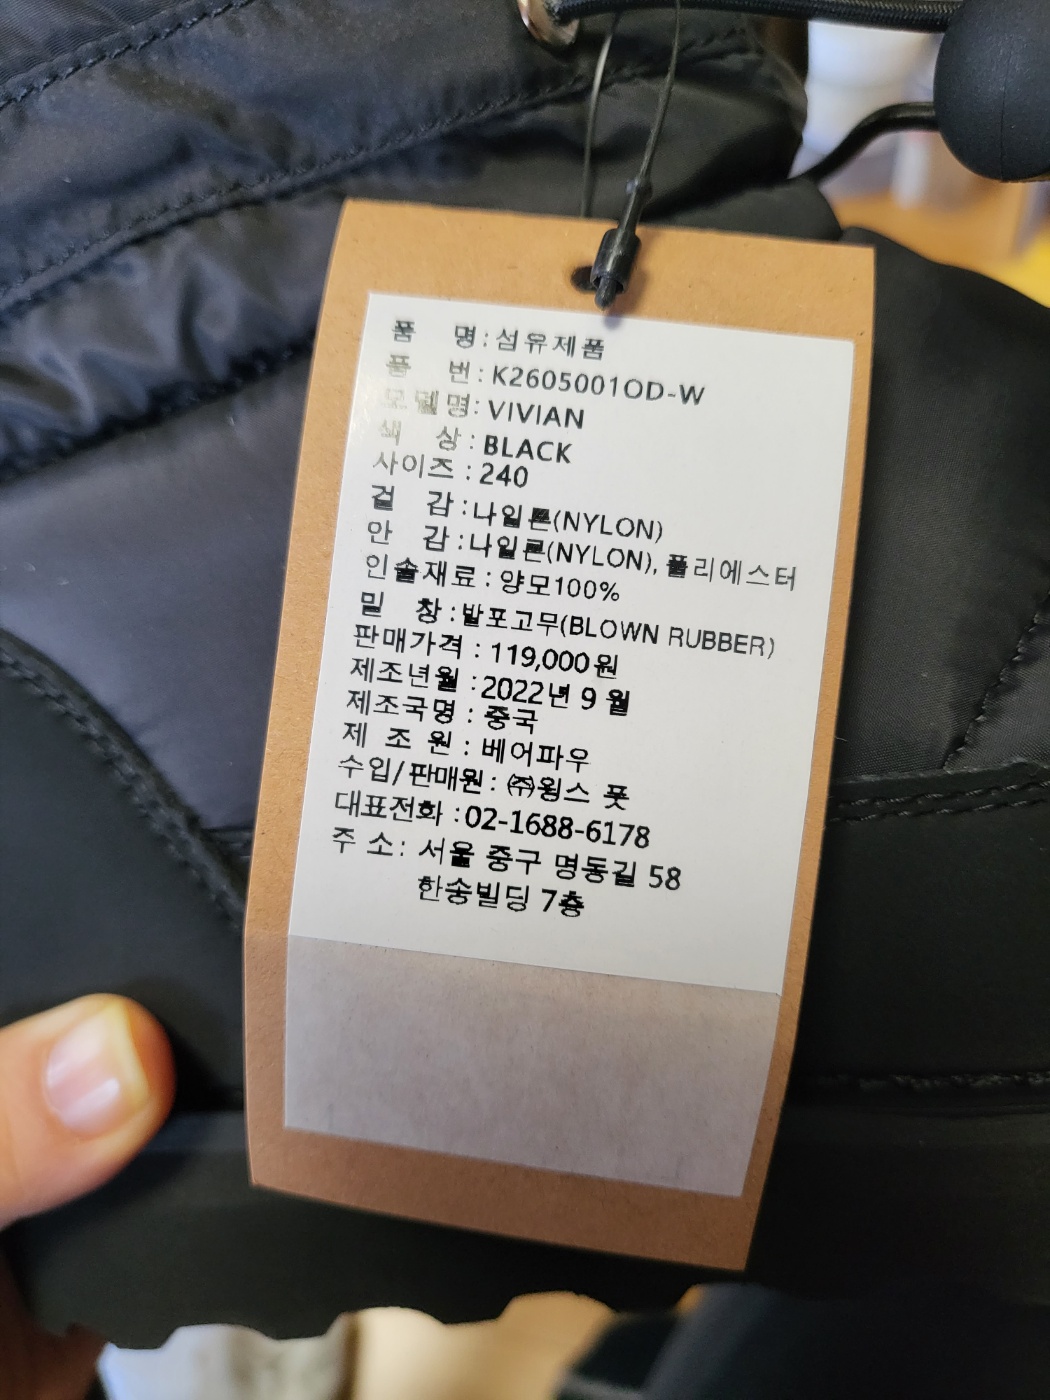 품 명 : 섬유제품
품 번 : K2605001OD-W
모델명 : VIVIAN
색 상 : BLACK
사이즈 : 240
겉 감 : 나일론(NYLON)
안 감 : 나일론(NYLON), 폴리에스터
인솔재료 : 양모100%
밑 창 : 발포고무(BLOWN RUBBER)
판매가격 : 119,000원
제조년월 : 2022년 9 월
제조국명 : 중국
제 조 원 : 베어파우
수입/판매원 : ㈜윙스 풋
대표전화 : 02-1688-6178
주 소 : 서울 중구 명동길 58
한송빌딩 7층